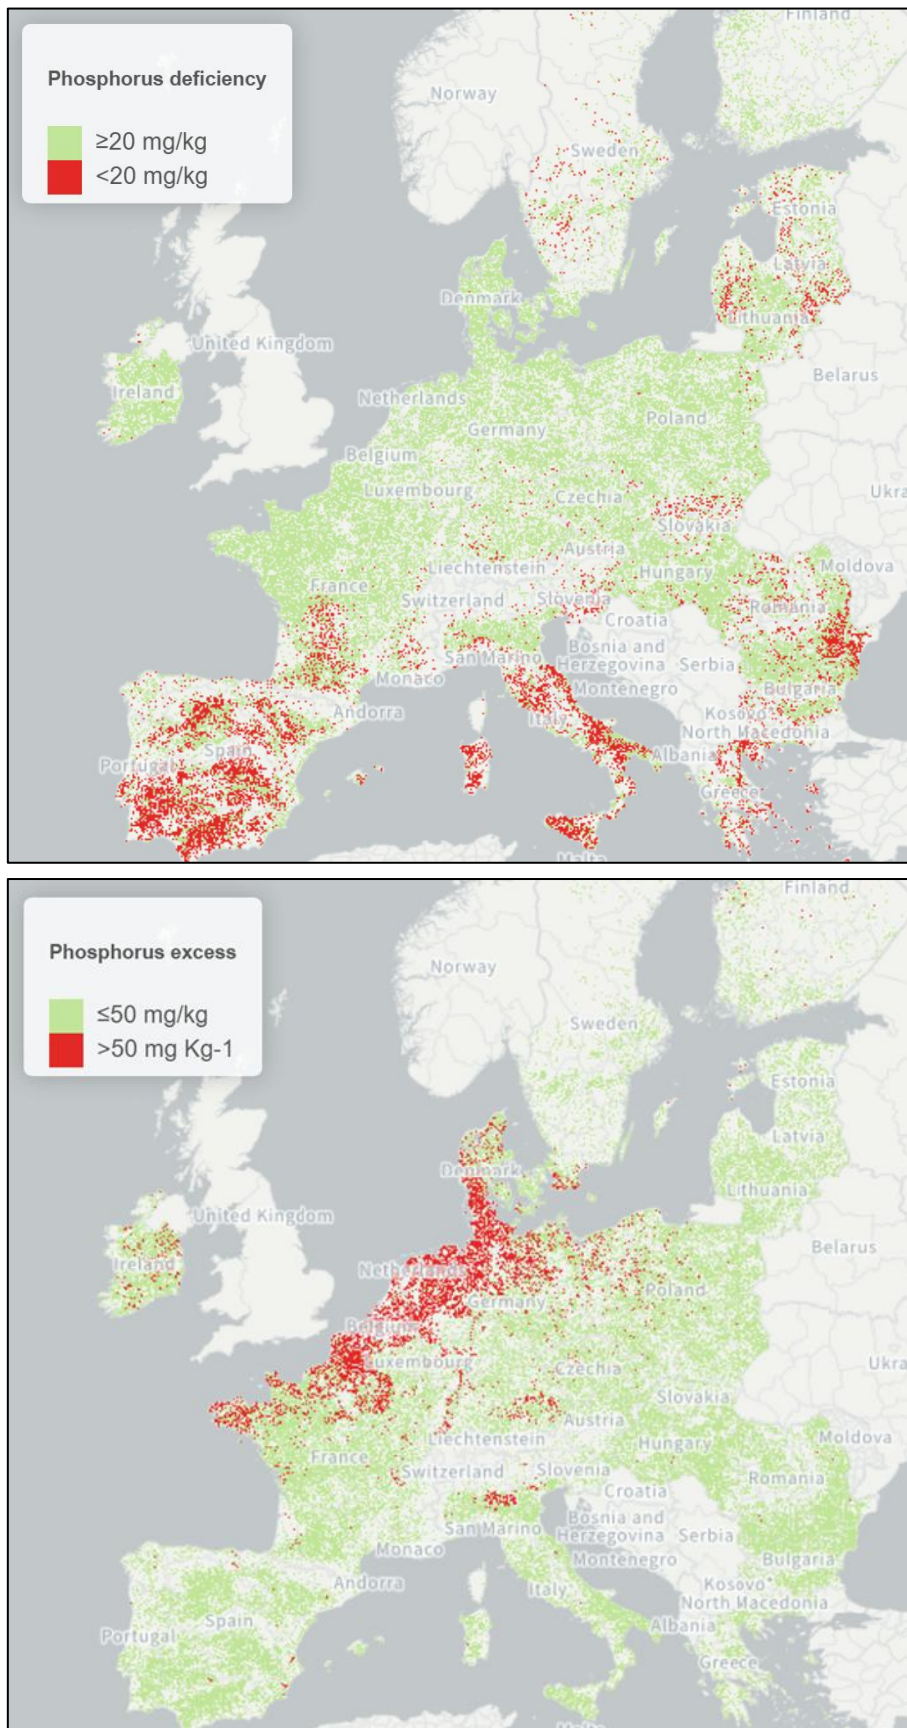 Phosphorus deficiency
≥20 mg/kg
<20 mg/kg
Finland
Norway
Sweden
Estonia
Latvia
Denmark
Lithuania
United Kingdom
Ireland
Belarus
Netherlands
Germany
Poland
Belgium
Luxembourg
Czechia
Ukra
Slovakia
Austria
Liechtenstein
Hungary
Moldova
France
Switzerland
Slovenia
Romania
Croatia
San Marino
Bosnia and
Herzegovina
Serbia
Monaco
Montenegro
Bulgaria
Andorra
Italy
Kosovo*
North Macedonia
Portugal
Spain
Albania
Greece
Malta
Phosphorus excess
≤50 mg/kg
>50 mg Kg-1
Finland
Norway
Sweden
Estonia
Latvia
Denmark
Lithuania
United Kingdom
Ireland
Belarus
Netherlands
Germany
Poland
Belgium
Luxembourg
Czechia
Ukra
Slovakia
Austria
Liechtenstein
Hungary
Moldova
France
Switzerland
Slovenia
Romania
Croatia
San Marino
Bosnia and
Herzegovina
Serbia
Monaco
Montenegro
Bulgaria
Andorra
Italy
Kosovo*
North Macedonia
Portugal
Spain
Albania
Greece